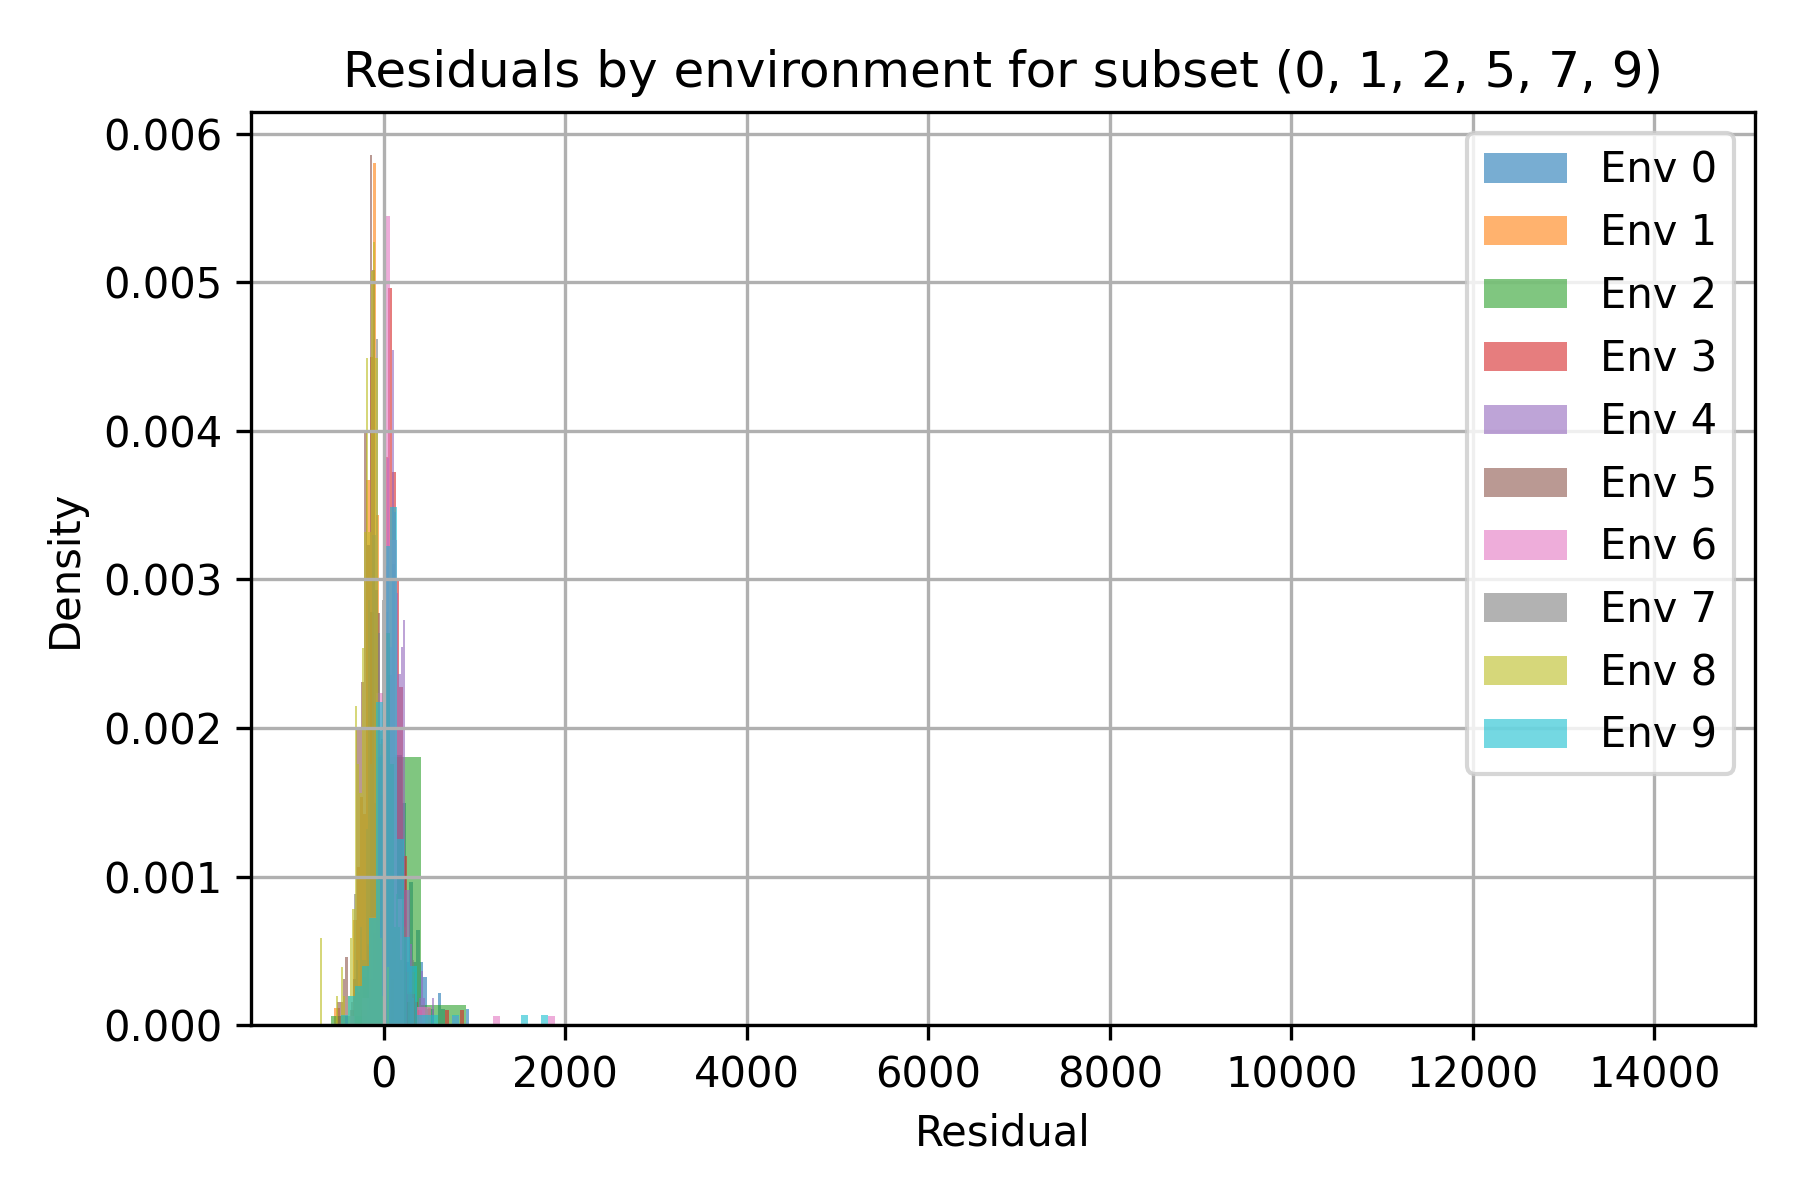 Residuals by environment for subset (0, 1, 2, 5, 7, 9)
0.006
0.005
0.004
0.003
0.002
0.001
0.000
Density
Env 0
Env 1
Env 2
Env 3
Env 4
Env 5
Env 6
Env 7
Env 8
Env 9
0 2000 4000 6000 8000 10000 12000 14000
Residual